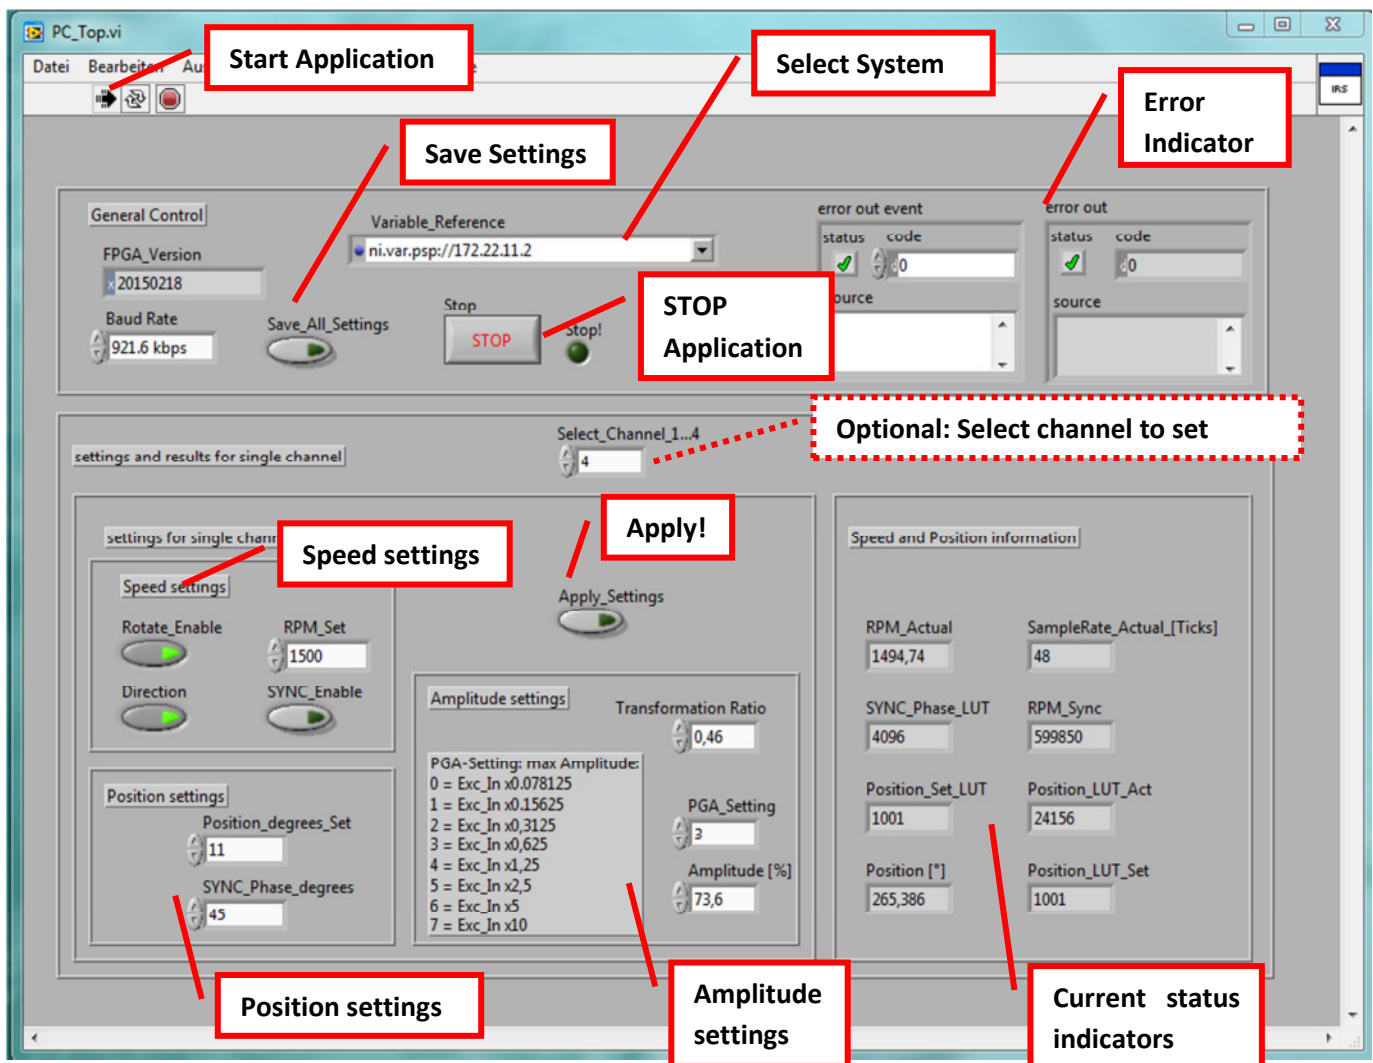 PC_Top.vi
Datei Bearbeiten
Start Application
Select System
Error
Indicator
IRS
Save Settings
General Control
Variable_Reference
ni.var.psp://172.22.11.2
FPGA_Version
x 20150218
Baud Rate
921.6 kbps
Save_All_Settings
Stop
STOP
Stop!
STOP
Application
error out event
status code
d 0
error out
status code
d 0
source
Optional: Select channel to set
Select_Channel_1...4
4
settings and results for single channel
Apply!
Apply_Settings
settings for single
Speed settings
Speed settings
Rotate_Enable
RPM_Set
1500
Direction
SYNC_Enable
Position settings
Position_degrees_Set
11
SYNC_Phase_degrees
45
Amplitude settings
Transformation Ratio
0,46
PGA-Setting: max Amplitude:
0 = Exc_In x0.078125
1 = Exc_In x0.15625
2 = Exc_In x0,3125
3 = Exc_In x0,625
4 = Exc_In x1,25
5 = Exc_In x2,5
6 = Exc_In x5
7 = Exc_In x10
PGA_Setting
3
Amplitude [%]
73,6
Speed and Position information
RPM_Actual
1494,74
SampleRate_Actual_[Ticks]
48
SYNC_Phase_LUT
4096
RPM_Sync
599850
Position_Set_LUT
1001
Position_LUT_Act
24156
Position [°]
265,386
Position_LUT_Set
1001
Position settings
Amplitude
settings
Current status
indicators